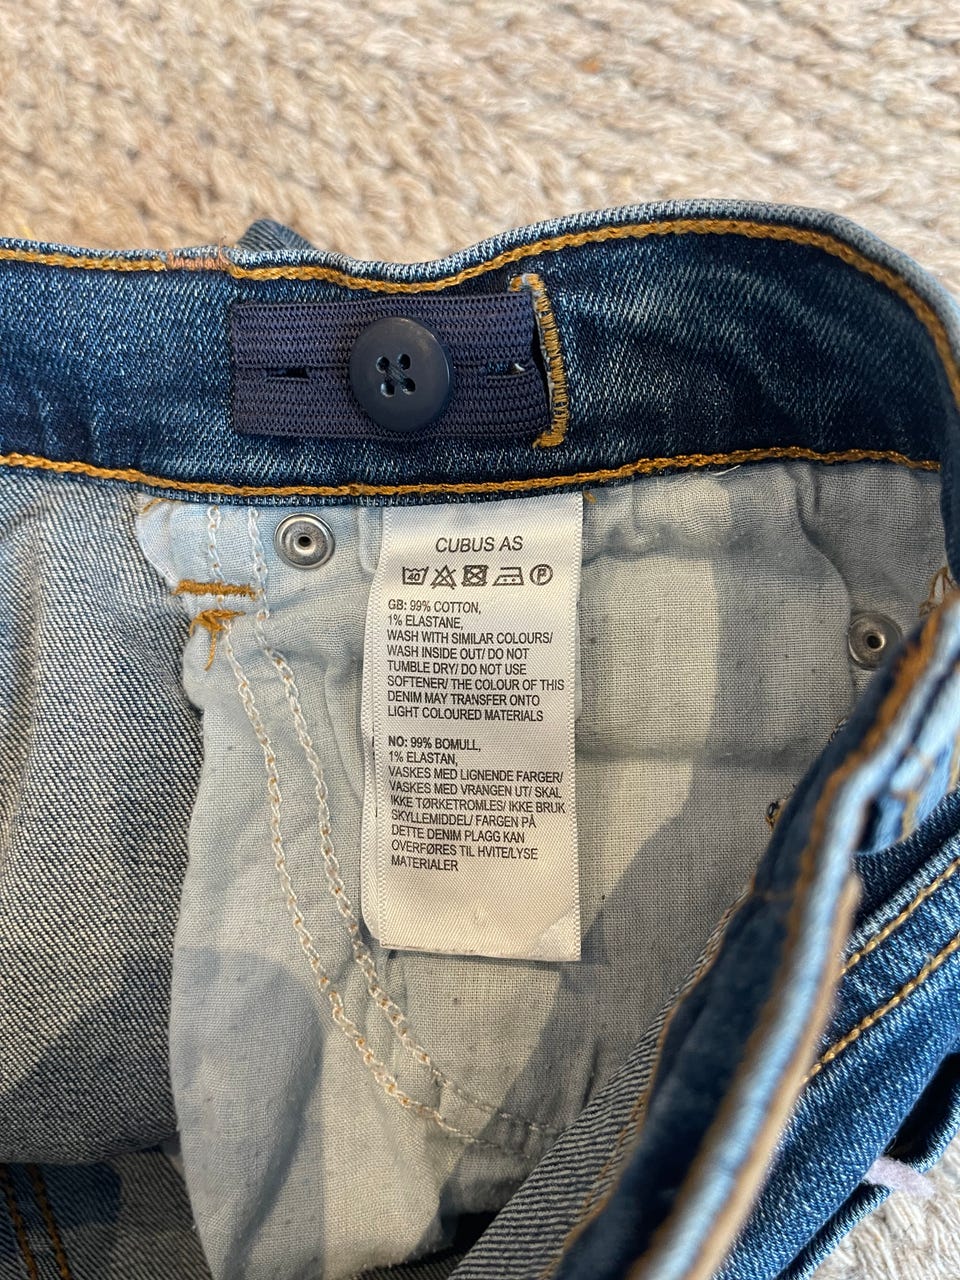 CUBUS AS
40 P
GB: 99% COTTON,
1% ELASTANE,
WASH WITH SIMILAR COLOURS/
WASH INSIDE OUT/ DO NOT
TUMBLE DRY/ DO NOT USE
SOFTENER/ THE COLOUR OF THIS
DENIM MAY TRANSFER ONTO
LIGHT COLOURED MATERIALS
NO: 99% BOMULL,
1% ELASTAN,
VASKES MED LIGNENDE FARGER/
VASKES MED VRANGEN UT/ SKAL
IKKE TØRKETROMLES/ IKKE BRUK
SKYLLEMIDDEL/ FARGEN PÅ
DETTE DENIM PLAGG KAN
OVERFØRES TIL HVITE/LYSE
MATERIALER